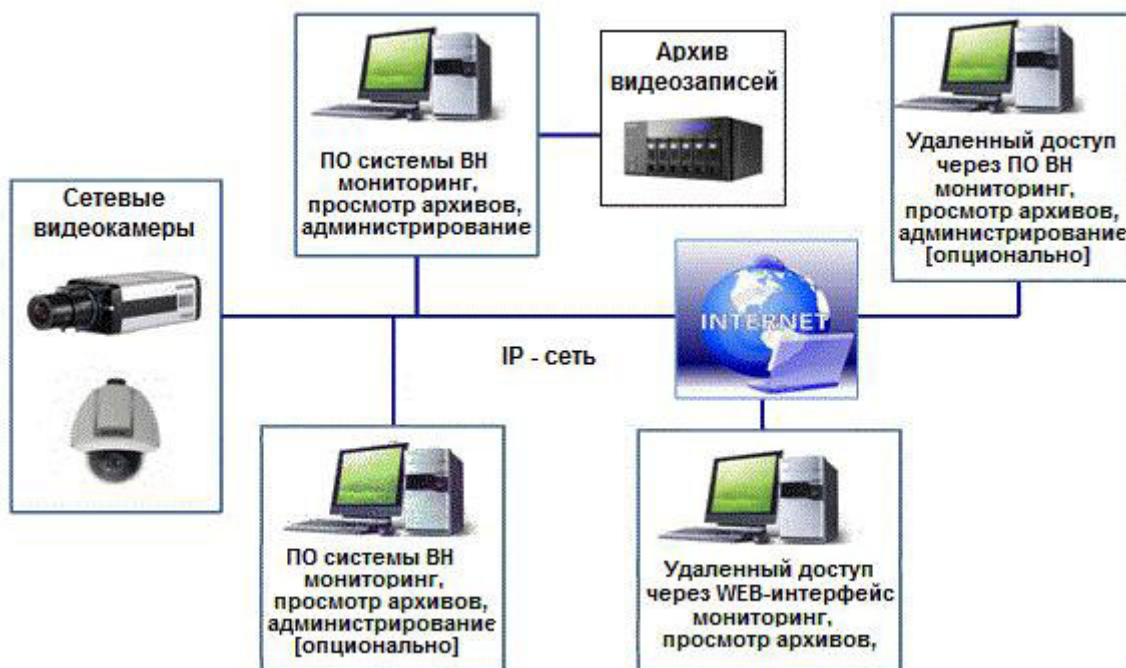 ПО системы ВН
мониторинг,
просмотр архивов,
администрирование
Архив
видеозаписей
Удаленный доступ
через ПО ВН
мониторинг,
просмотр архивов,
администрирование
[опционально]
Сетевые
видеокамеры
INTERNET
IP - сеть
ПО системы ВН
мониторинг,
просмотр архивов,
администрирование
[опционально]
Удаленный доступ
через WEB-интерфейс
мониторинг,
просмотр архивов,